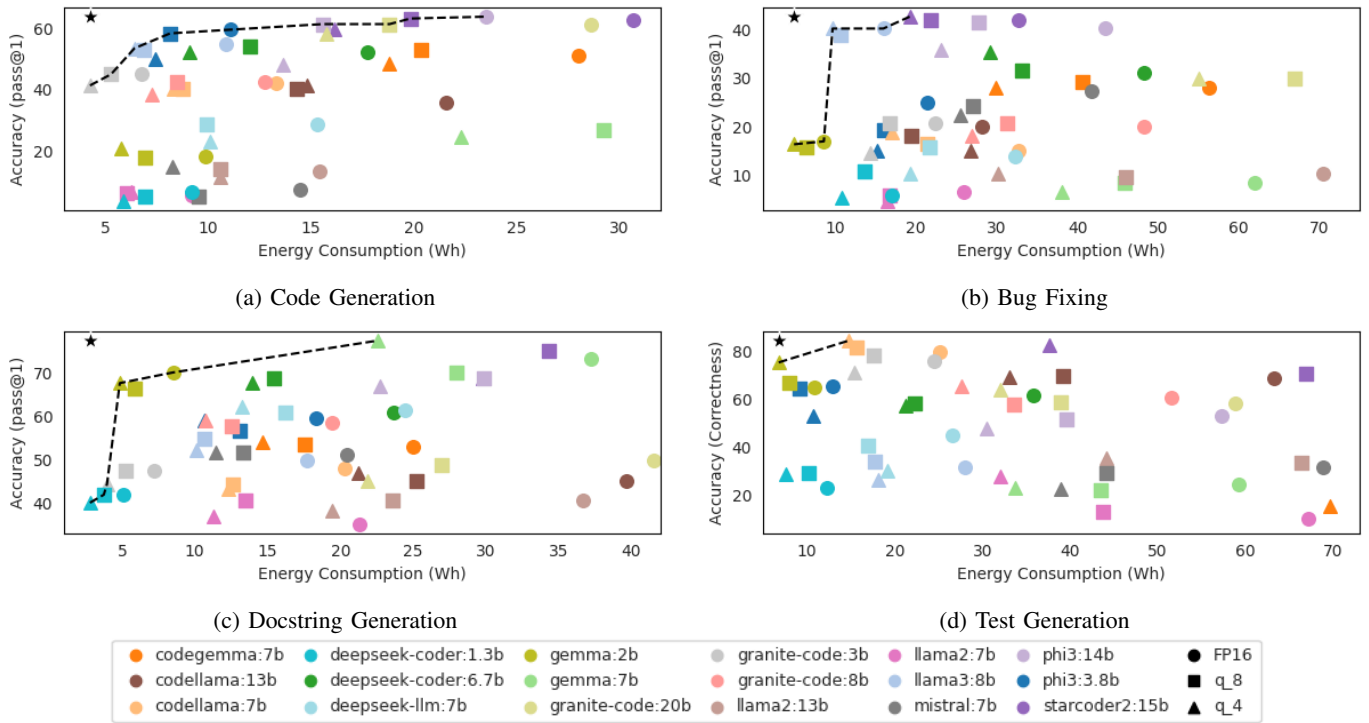 60
40
20
Accuracy (pass@1)
5 10 15 20 25 30
Energy Consumption (Wh)
(a) Code Generation
40
30
20
10
Accuracy (pass@1)
10 20 30 40 50 60 70
Energy Consumption (Wh)
(b) Bug Fixing
70
60
50
40
Accuracy (pass@1)
5 10 15 20 25 30 35 40
Energy Consumption (Wh)
(c) Docstring Generation
80
60
40
20
Accuracy (Correctness)
10 20 30 40 50 60 70
Energy Consumption (Wh)
(d) Test Generation
codegemma:7b deepseek-coder:1.3b gemma:2b granite-code:3b llama2:7b phi3:14b FP16
codellama:13b deepseek-coder:6.7b gemma:7b granite-code:8b llama3:8b phi3:3.8b q_8
codellama:7b deepseek-llm:7b granite-code:20b llama2:13b mistral:7b starcoder2:15b q_4